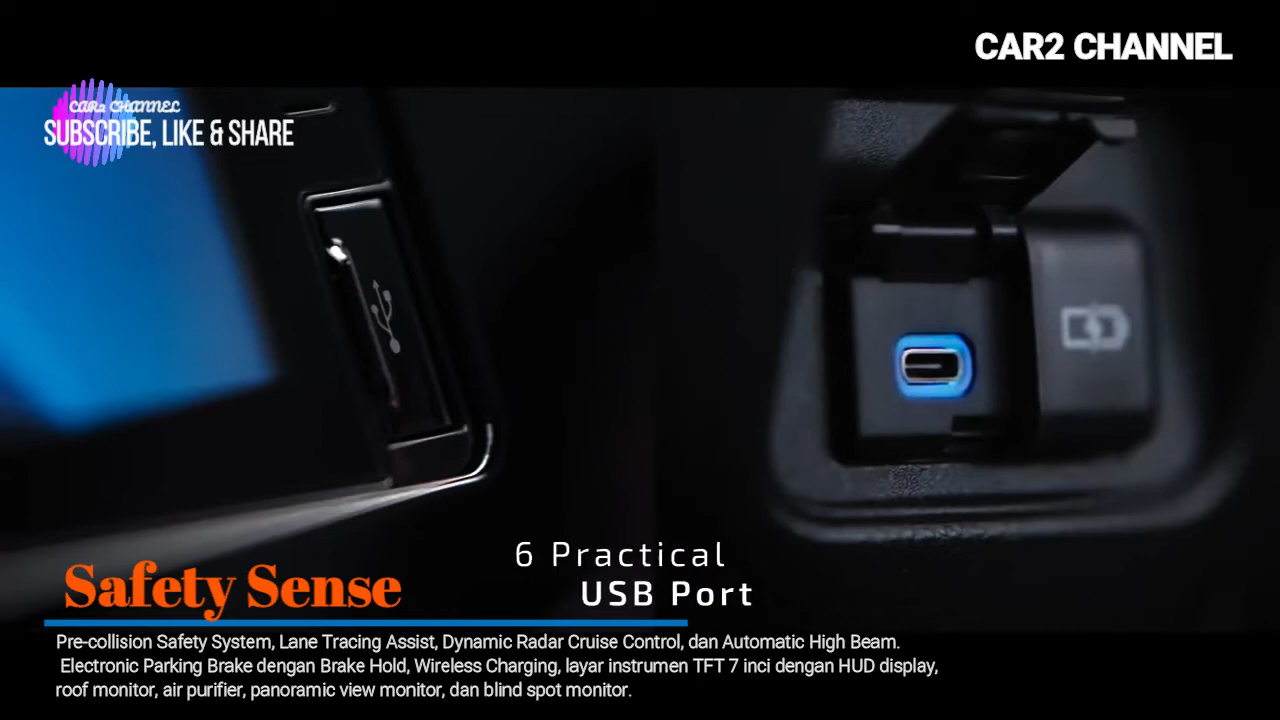 CAR2 CHANNEL
CAR2 CHANNEL
SUBSCRIBE, LIKE & SHARE
6 Practical
USB Port
Safety Sense
Pre-collision Safety System, Lane Tracing Assist, Dynamic Radar Cruise Control, dan Automatic High Beam.
Electronic Parking Brake dengan Brake Hold, Wireless Charging, layar instrumen TFT 7 inci dengan HUD display,
roof monitor, air purifier, panoramic view monitor, dan blind spot monitor.